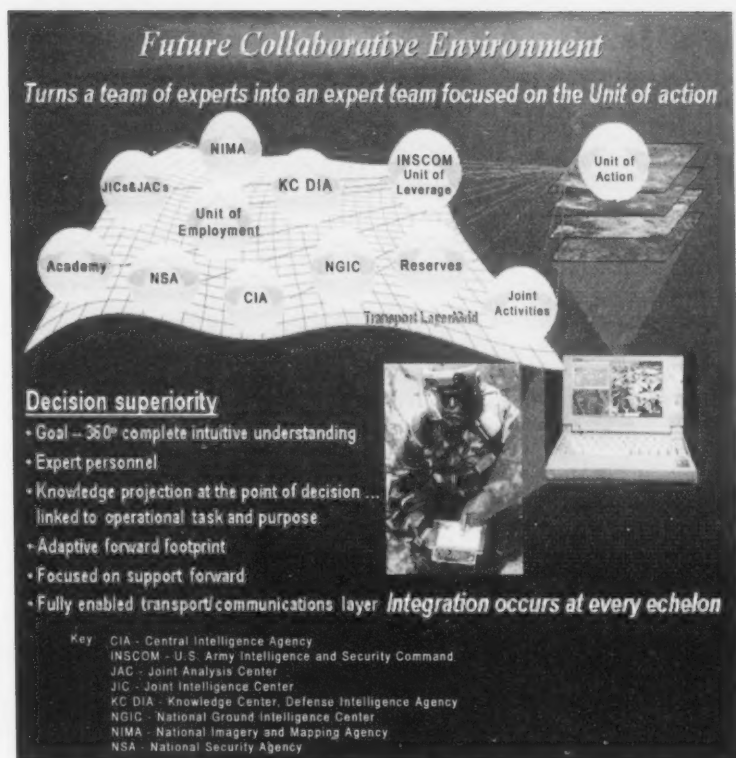 Future Collaborative Environment
Turns a team of experts into an expert team focused on the Unit of action
NIMA
JICs&JACs
KC DIA
INSCOM
Unit of
Leverage
Unit of
Action
Unit of
Employment
Academy
NSA
CIA
NGIC
Reserves
Joint
Activities
Transport Layer/Grid
Decision superiority
• Goal – 360º complete intuitive understanding
• Expert personnel
• Knowledge projection at the point of decision ...
linked to operational task and purpose
• Adaptive forward footprint
• Focused on support forward
• Fully enabled transport/communications layer Integration occurs at every echelon
Key: CIA - Central Intelligence Agency
INSCOM - U.S. Army Intelligence and Security Command
JAC - Joint Analysis Center
JIC - Joint Intelligence Center
KC DIA - Knowledge Center, Defense Intelligence Agency
NGIC - National Ground Intelligence Center
NIMA - National Imagery and Mapping Agency
NSA - National Security Agency